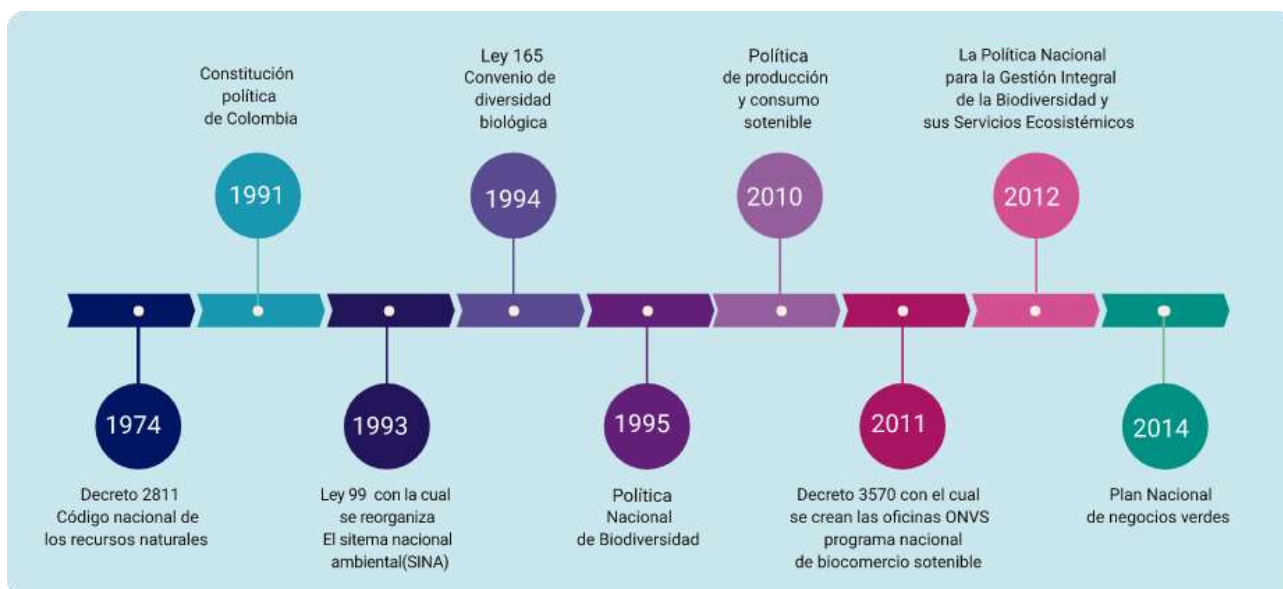 Constitución
política
de Colombia
1991
Ley 165
Convenio de
diversidad
biológica
1994
Política
de producción
y consumo
sotenible
2010
La Política Nacional
para la Gestión Integral
de la Biodiversidad y
sus Servicios Ecosistémicos
2012
1974
Decreto 2811
Código nacional de
los recursos naturales
1993
Ley 99 con la cual
se reorganiza
El sitema nacional
ambiental(SINA)
1995
Política
Nacional
de Biodiversidad
2011
Decreto 3570 con el cual
se crean las oficinas ONVS
programa nacional
de biocomercio sostenible
2014
Plan Nacional
de negocios verdes